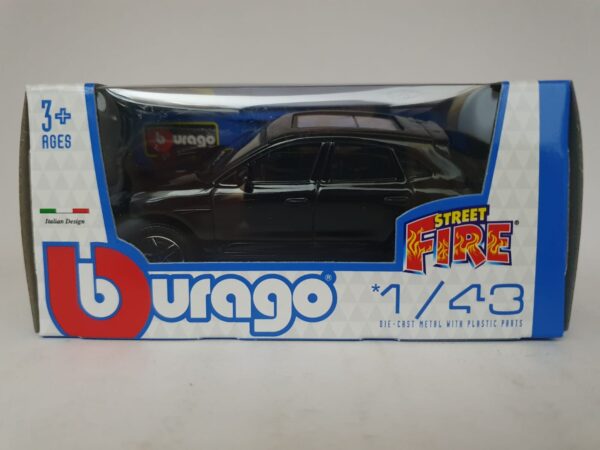 3+
AGES
burago
Italian Design
STREET
FIRE®
burago®
*1/43
DIE-CAST METAL WITH PLASTIC PARTS